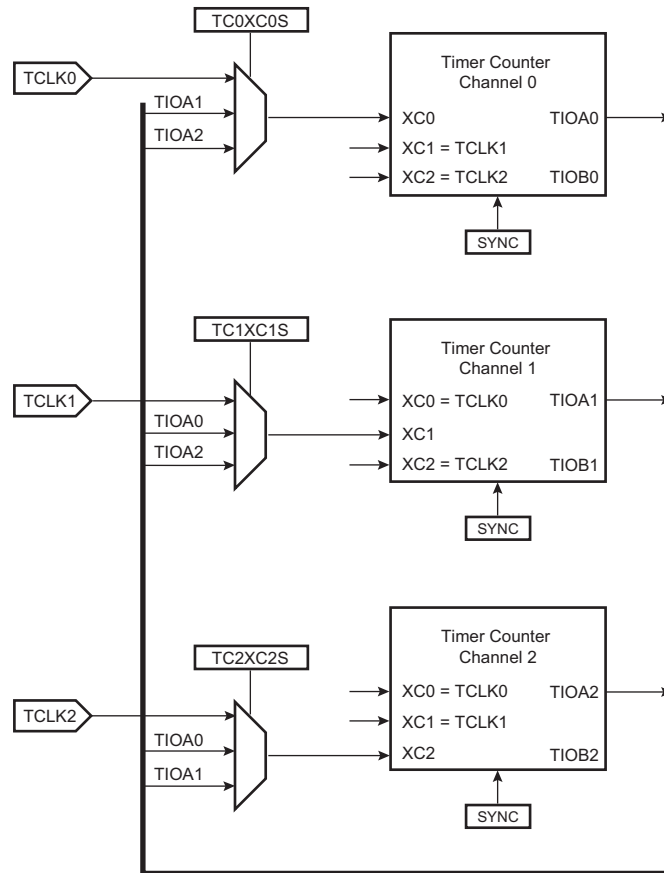 TC0XC0S
TCLK0
TIOA1
TIOA2
Timer Counter
Channel 0
XC0
TIOA0
XC1 = TCLK1
XC2 = TCLK2
TIOB0
SYNC
TC1XC1S
TCLK1
TIOA0
TIOA2
Timer Counter
Channel 1
XC0 = TCLK0
TIOA1
XC1
XC2 = TCLK2
TIOB1
SYNC
TC2XC2S
TCLK2
TIOA0
TIOA1
Timer Counter
Channel 2
XC0 = TCLK0
TIOA2
XC1 = TCLK1
XC2
TIOB2
SYNC